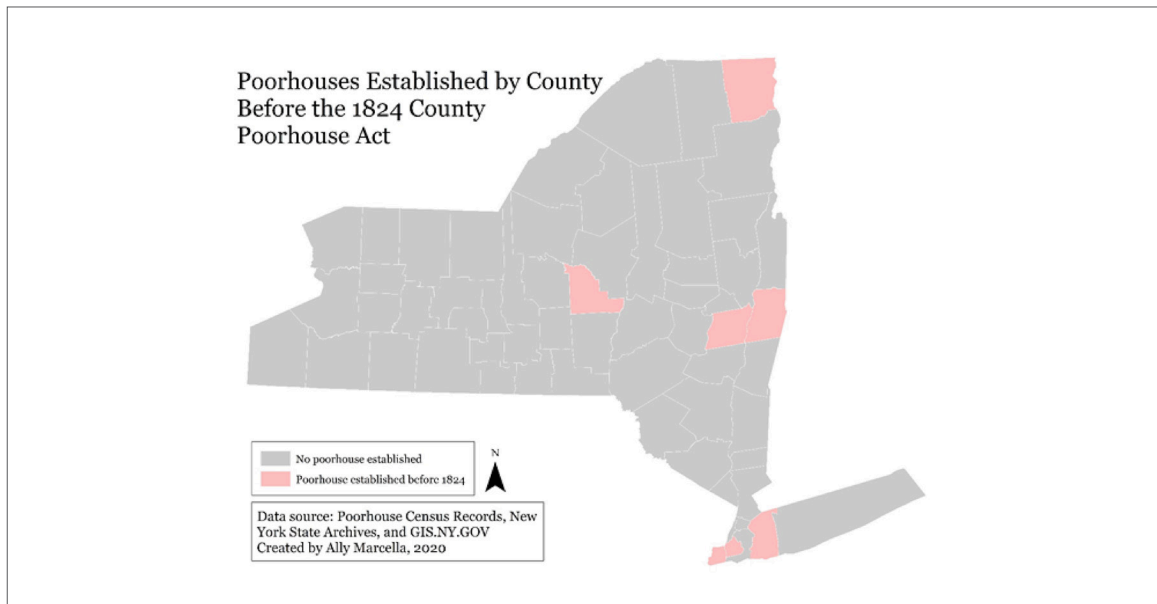 Poorhouses Established by County
Before the 1824 County
Poorhouse Act
N
No poorhouse established
Poorhouse established before 1824
Data source: Poorhouse Census Records, New
York State Archives, and GIS.NY.GOV
Created by Ally Marcella, 2020